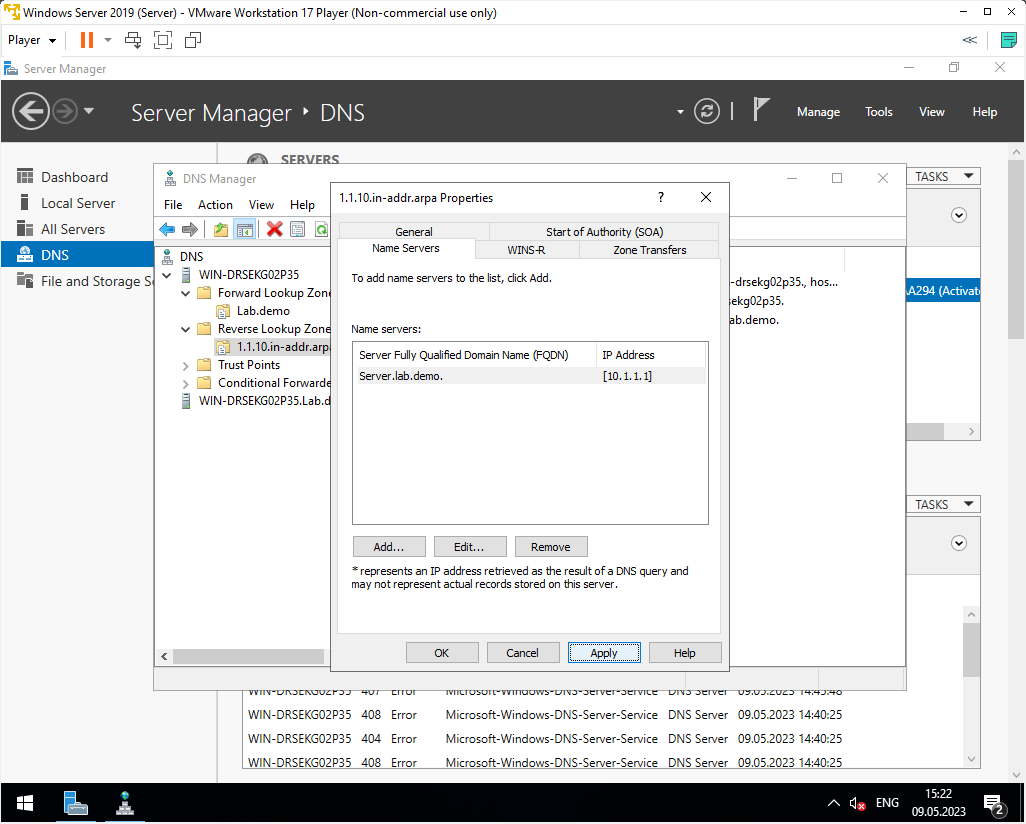 Windows Server 2019 (Server) - VMware Workstation 17 Player (Non-commercial use only)
Player
Server Manager
Server Manager DNS
Manage Tools View Help
Dashboard
Local Server
All Servers
DNS
File and Storage S
SERVERS
TASKS
DNS Manager
File Action View Help
DNS
WIN-DRSEKG02P35
Forward Lookup Zone
Lab.demo
Reverse Lookup Zone
1.1.10.in-addr.arpa
Trust Points
Conditional Forwarde
WIN-DRSEKG02P35.Lab.d
-drsekg02p35., hos...
sekg02p35.
ab.demo.
A294 (Activate
1.1.10.in-addr.arpa Properties
General Start of Authority (SOA)
Name Servers WINS-R Zone Transfers
To add name servers to the list, click Add.
Name servers:
Server Fully Qualified Domain Name (FQDN) IP Address
Server.lab.demo. [10.1.1.1]
Add... Edit... Remove
* represents an IP address retrieved as the result of a DNS query and
may not represent actual records stored on this server.
OK Cancel Apply Help
TASKS
WIN-DRSEKG02P35 407 Error Microsoft-Windows-DNS-Server-Service DNS Server 09.05.2023 14:45:48
WIN-DRSEKG02P35 408 Error Microsoft-Windows-DNS-Server-Service DNS Server 09.05.2023 14:40:25
WIN-DRSEKG02P35 404 Error Microsoft-Windows-DNS-Server-Service DNS Server 09.05.2023 14:40:25
WIN-DRSEKG02P35 408 Error Microsoft-Windows-DNS-Server-Service DNS Server 09.05.2023 14:40:25
ENG
15:22
09.05.2023
2